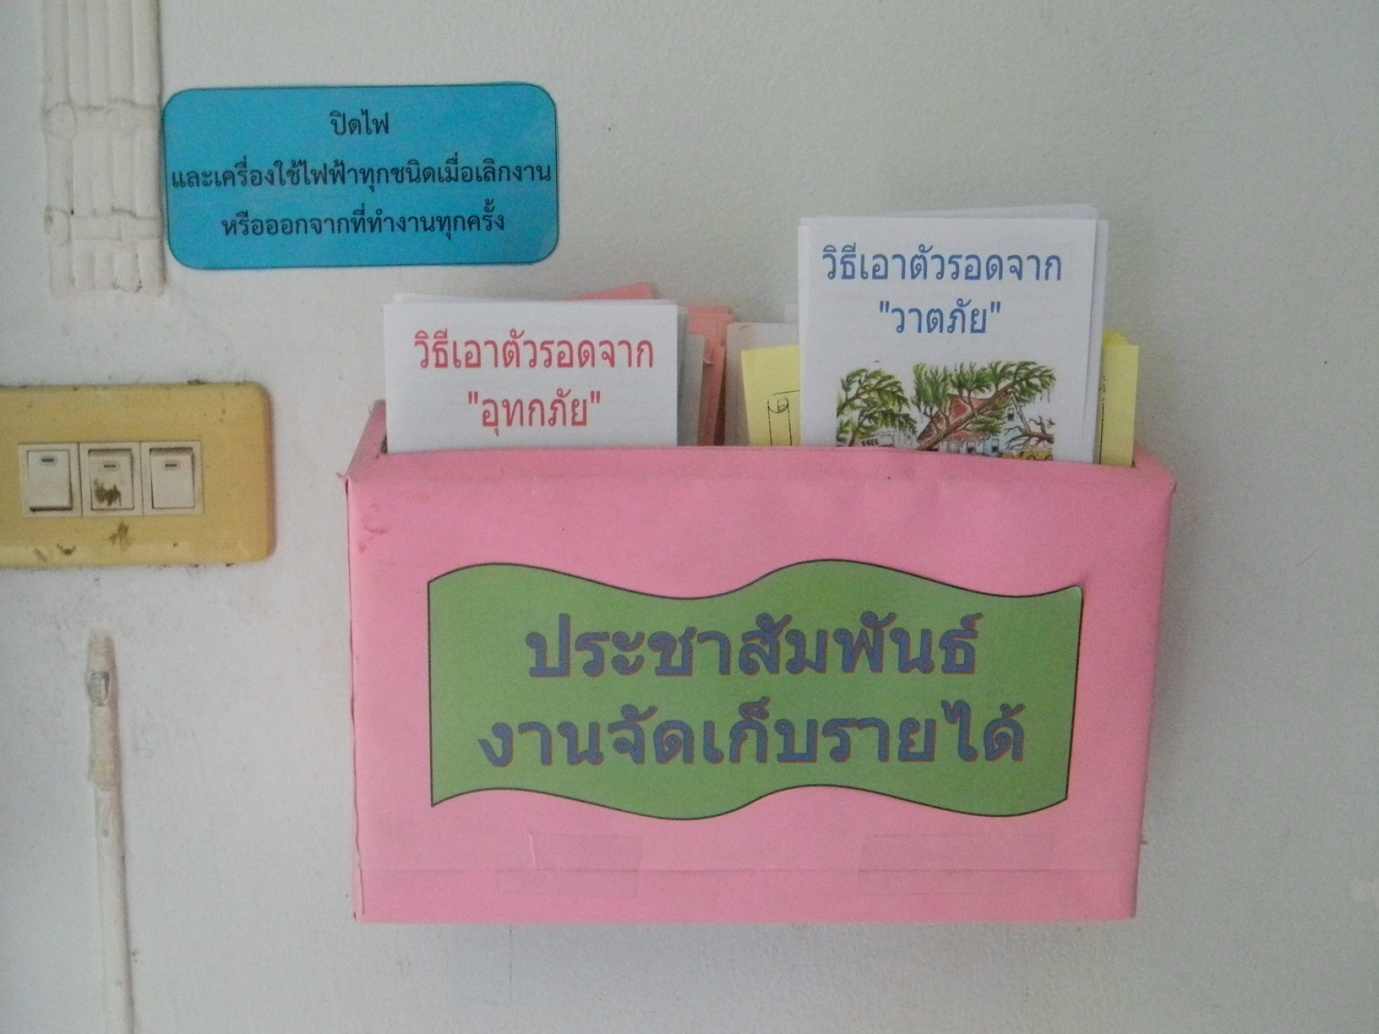 ปิดไฟ
และเครื่องใช้ไฟฟ้าทุกชนิดเมื่อเลิกงาน
หรือออกจากที่ทำงานทุกครั้ง
วิธีเอาตัวรอดจาก
"อุทกภัย"
วิธีเอาตัวรอดจาก
"วาตภัย"
ประชาสัมพันธ์
งานจัดเก็บรายได้